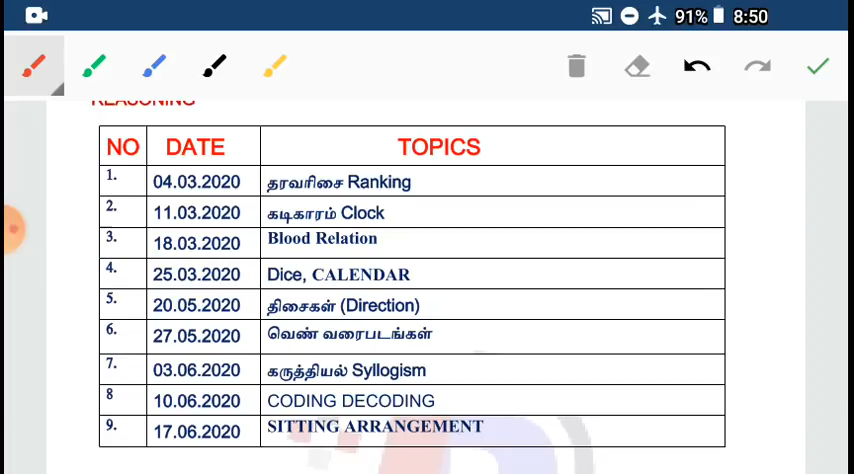 91% 8:50
REASONING
NO DATE TOPICS
1. 04.03.2020 தரவரிசை Ranking
2. 11.03.2020 கடிகாரம் Clock
3. 18.03.2020 Blood Relation
4. 25.03.2020 Dice, CALENDAR
5. 20.05.2020 திசைகள் (Direction)
6. 27.05.2020 வெண் வரைபடங்கள்
7. 03.06.2020 கருத்தியல் Syllogism
8 10.06.2020 CODING DECODING
9. 17.06.2020 SITTING ARRANGEMENT